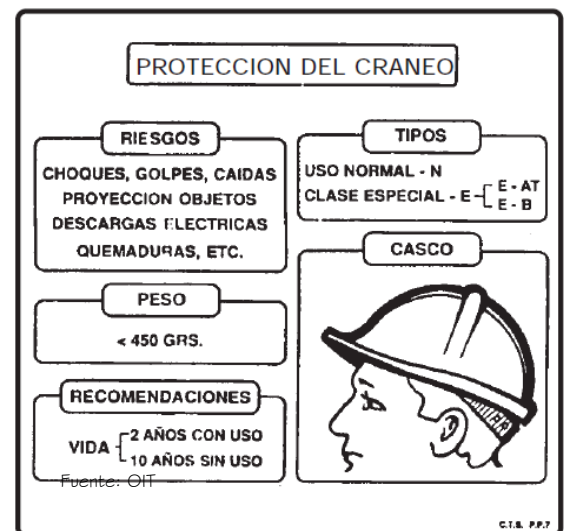 PROTECCION DEL CRANEO
RIESGOS
CHOQUES, GOLPES, CAIDAS
PROYECCION OBJETOS
DESCARGAS ELECTRICAS
QUEMADURAS, ETC.
PESO
< 450 GRS.
RECOMENDACIONES
VIDA
2 AÑOS CON USO
10 AÑOS SIN USO
Fuente: OIT
TIPOS
USO NORMAL - N
CLASE ESPECIAL - E
E - AT
E - B
CASCO
C.T.B. P.P.7